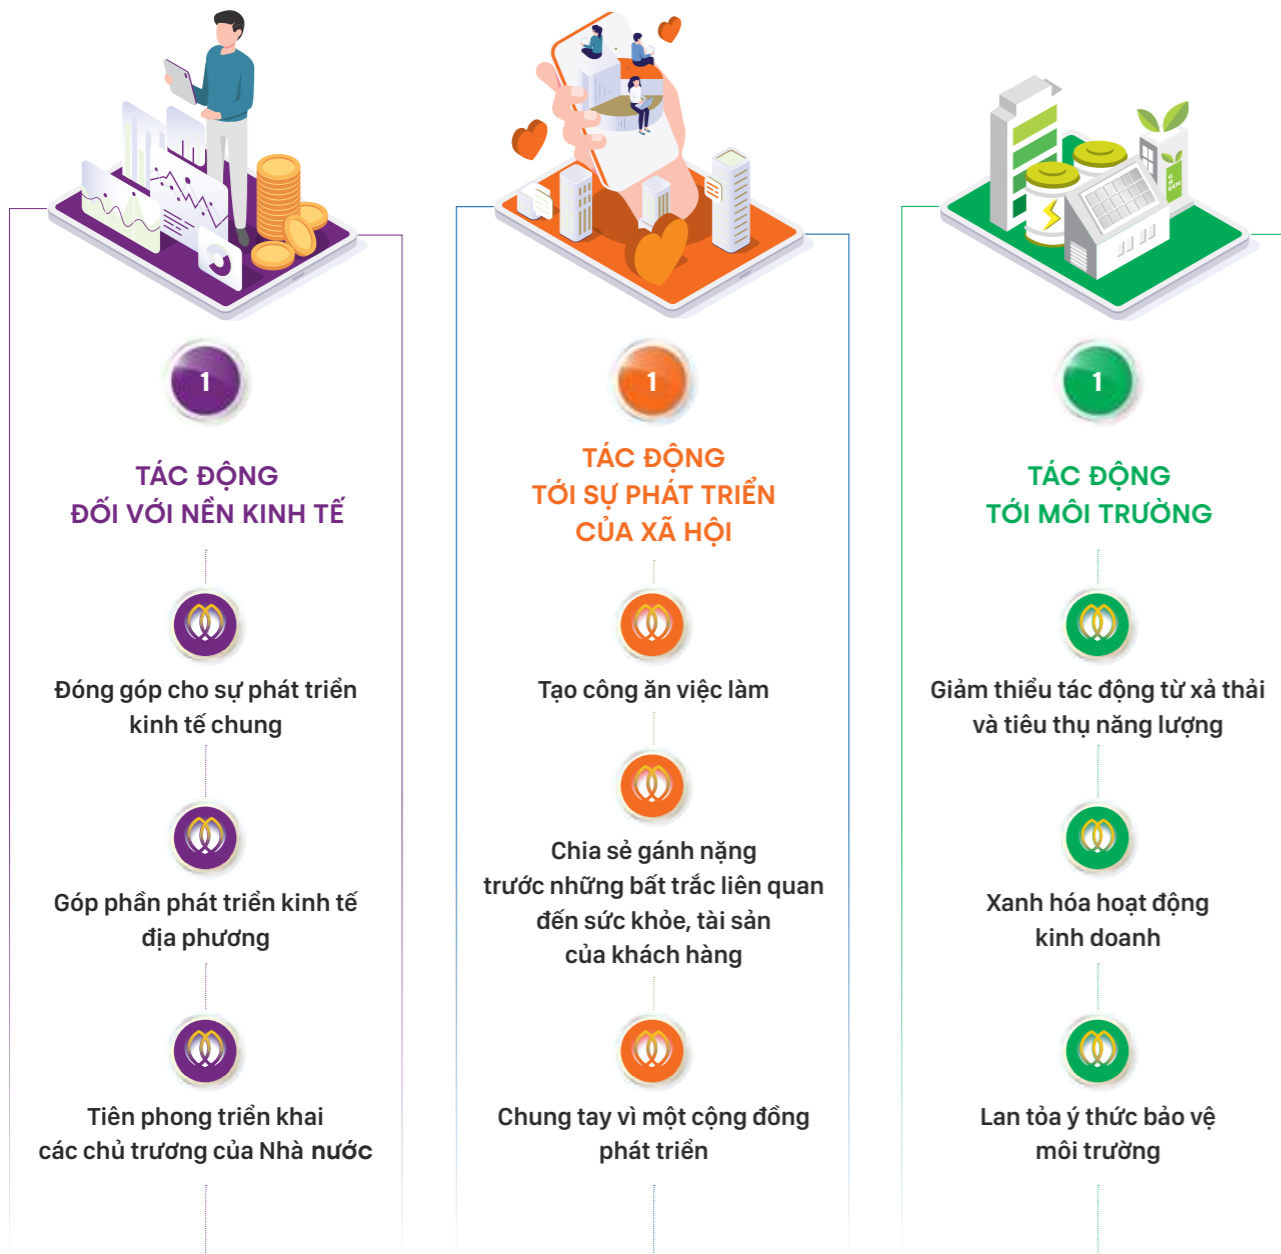 1
TÁC ĐỘNG
ĐỐI VỚI NỀN KINH TẾ
Đóng góp cho sự phát triển
kinh tế chung
Góp phần phát triển kinh tế
địa phương
Tiên phong triển khai
các chủ trương của Nhà nước
1
TÁC ĐỘNG
TỚI SỰ PHÁT TRIỂN
CỦA XÃ HỘI
Tạo công ăn việc làm
Chia sẻ gánh nặng
trước những bất trắc liên quan
đến sức khỏe, tài sản
của khách hàng
Chung tay vì một cộng đồng
phát triển
1
TÁC ĐỘNG
TỚI MÔI TRƯỜNG
Giảm thiểu tác động từ xả thải
và tiêu thụ năng lượng
Xanh hóa hoạt động
kinh doanh
Lan tỏa ý thức bảo vệ
môi trường